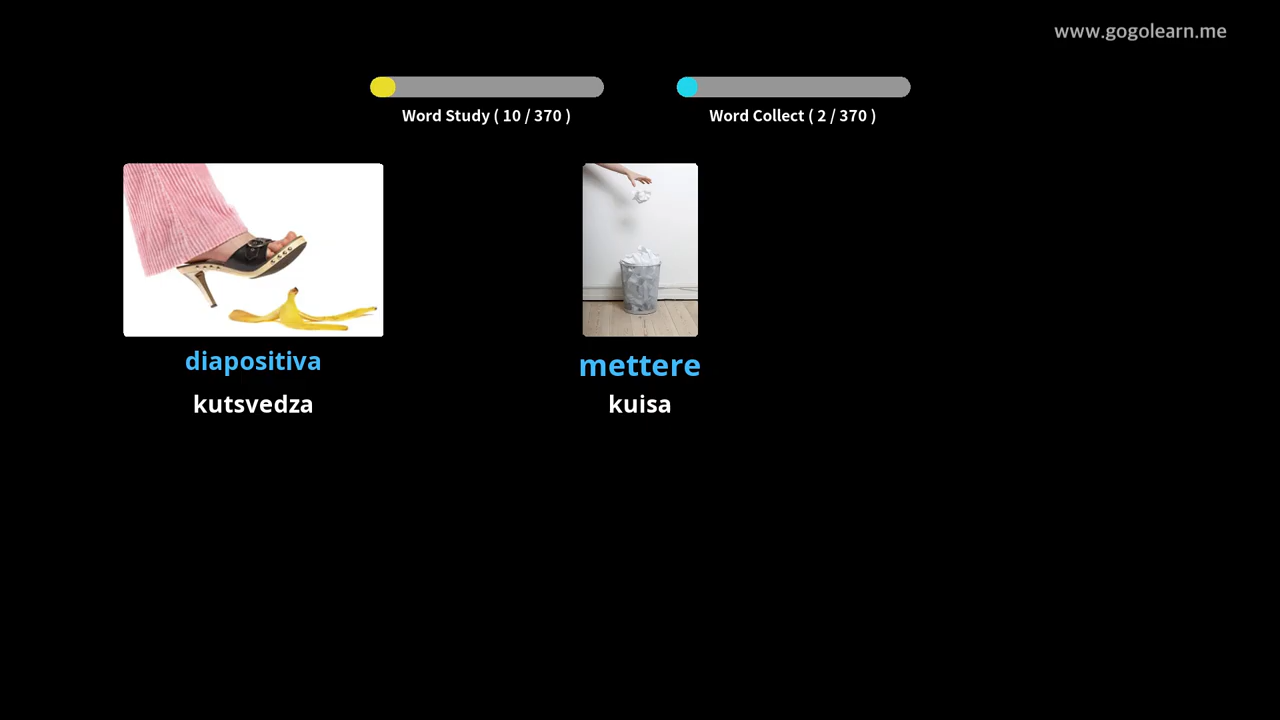 www.gogolearn.me
Word Study ( 10 / 370 )
Word Collect ( 2 / 370 )
diapositiva
kutsvedza
mettere
kuisa